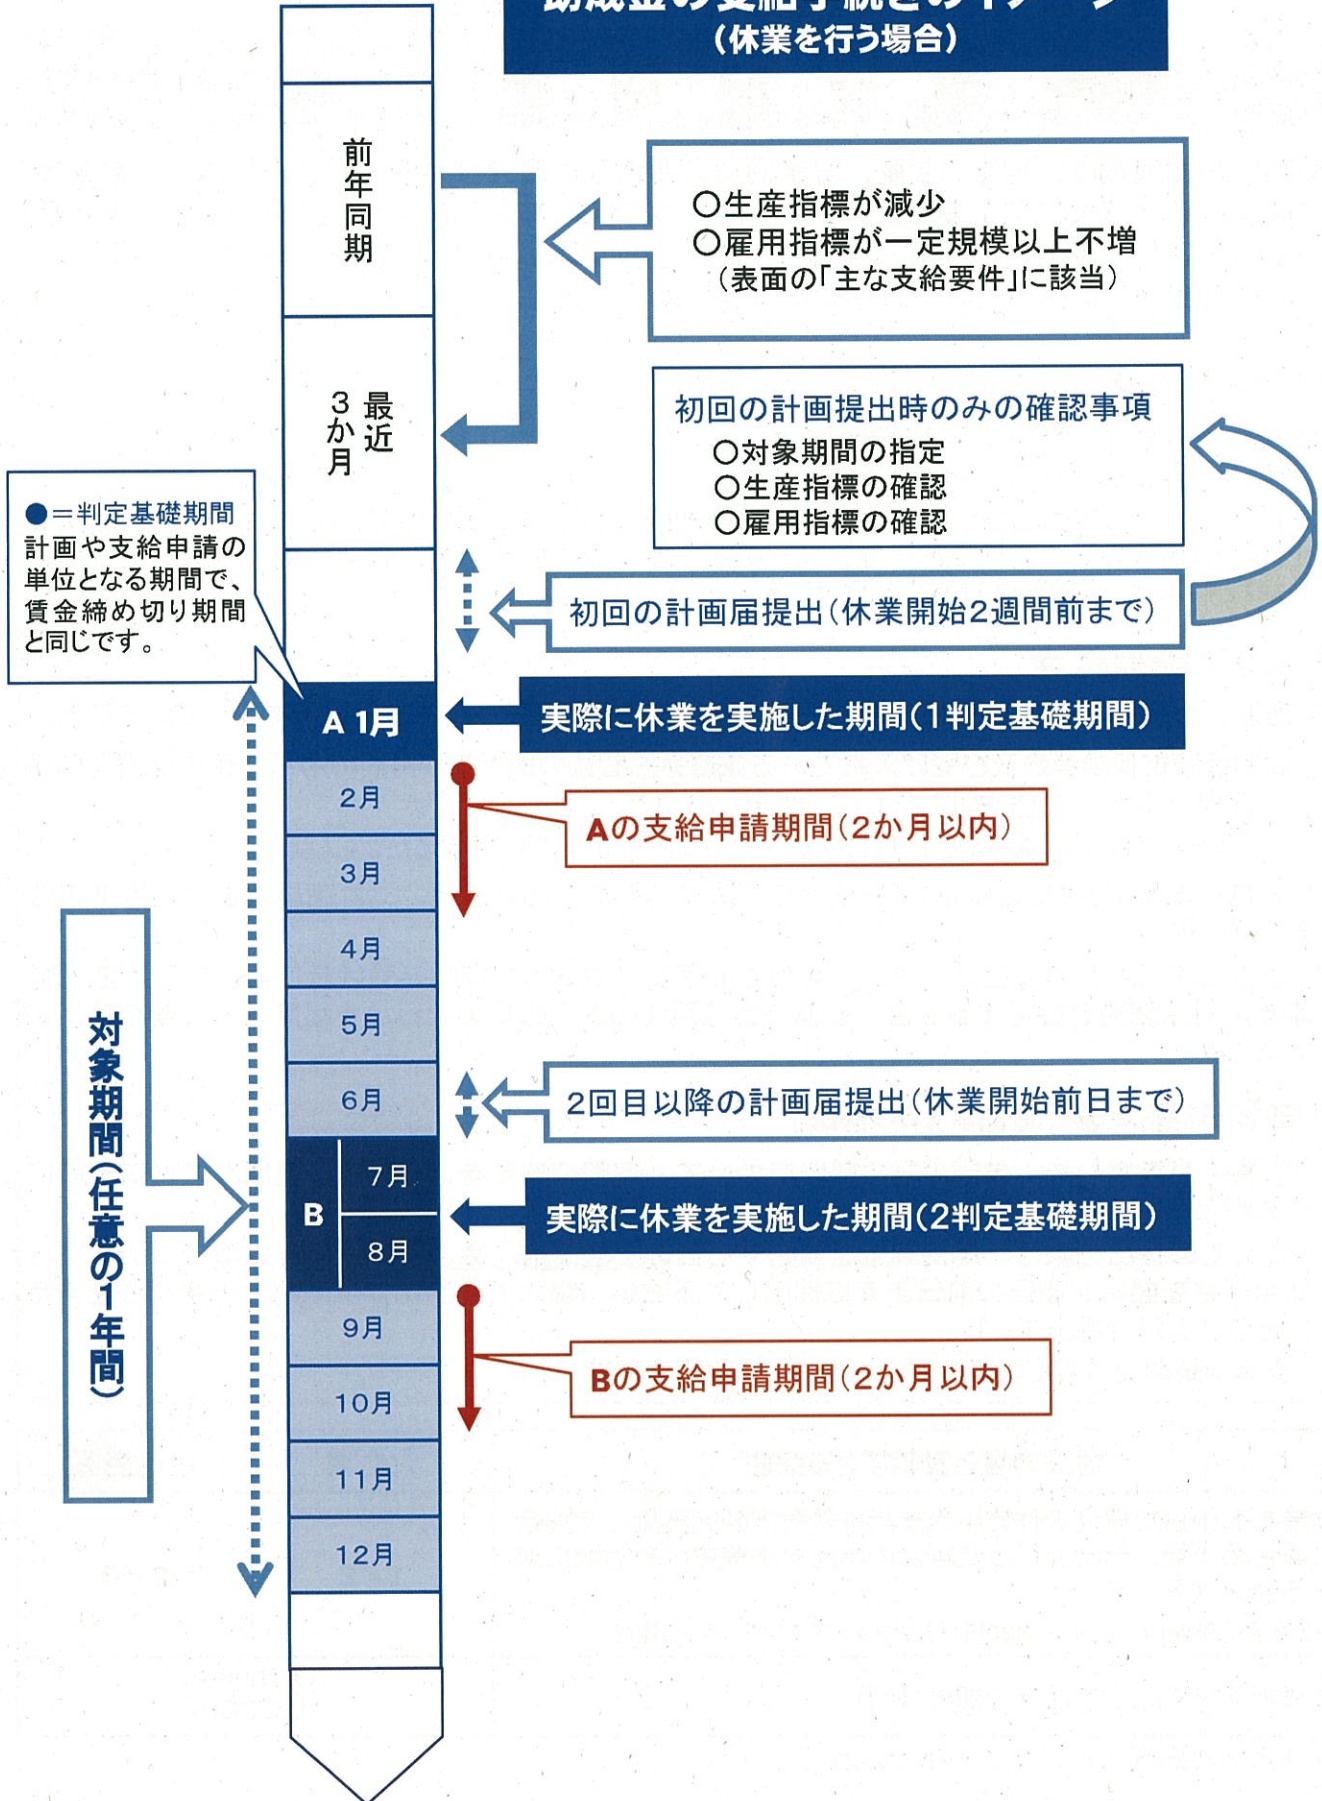 (休業を行う場合)
前年同期
○生産指標が減少
○雇用指標が一定規模以上不増
(表面の「主な支給要件」に該当)
最近
3か月
初回の計画提出時のみの確認事項
○対象期間の指定
○生産指標の確認
○雇用指標の確認
●=判定基礎期間
計画や支給申請の
単位となる期間で、
賃金締め切り期間
と同じです。
初回の計画届提出(休業開始2週間前まで)
A 1月
実際に休業を実施した期間(1判定基礎期間)
2月
Aの支給申請期間(2か月以内)
3月
4月
5月
6月
2回目以降の計画届提出(休業開始前日まで)
対象期間(任意の1年間)
B
7月
8月
実際に休業を実施した期間(2判定基礎期間)
9月
Bの支給申請期間(2か月以内)
10月
11月
12月